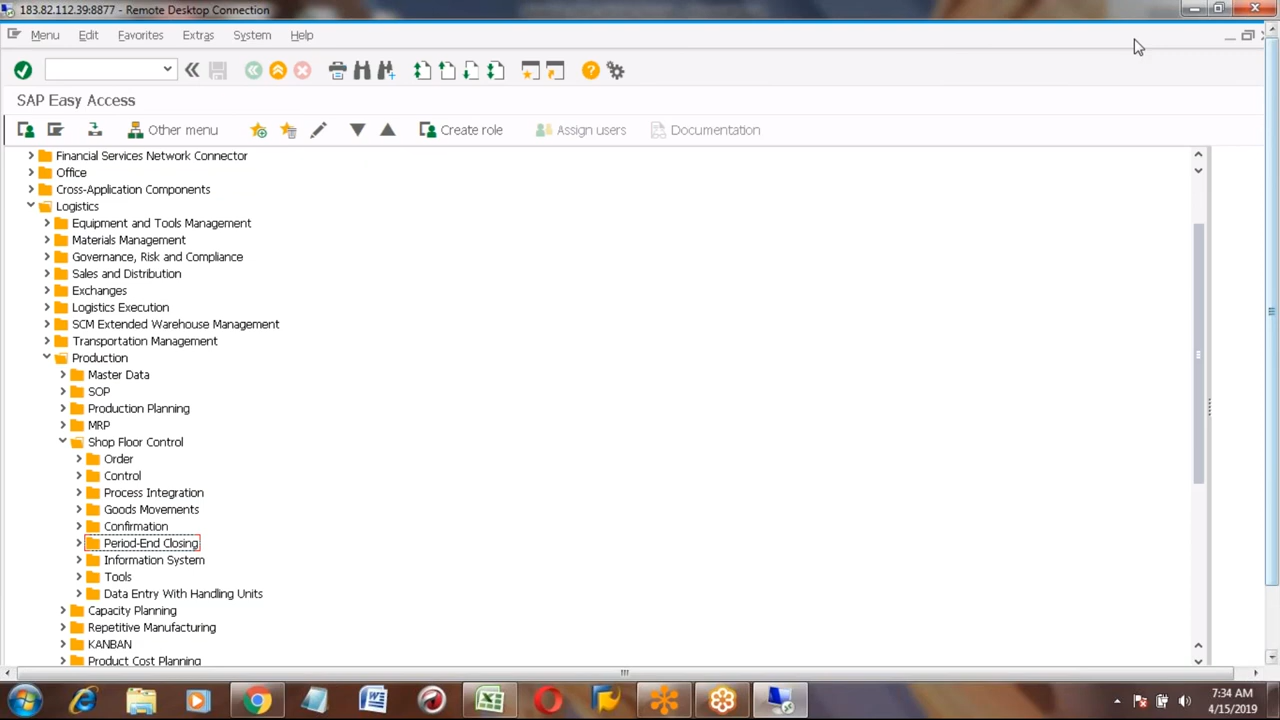 183.82.112.39:8877 - Remote Desktop Connection
Menu Edit Favorites Extras System Help
SAP Easy Access
Other menu Create role Assign users Documentation
Financial Services Network Connector
Office
Cross-Application Components
Logistics
Equipment and Tools Management
Materials Management
Governance, Risk and Compliance
Sales and Distribution
Exchanges
Logistics Execution
SCM Extended Warehouse Management
Transportation Management
Production
Master Data
SOP
Production Planning
MRP
Shop Floor Control
Order
Control
Process Integration
Goods Movements
Confirmation
Period-End Closing
Information System
Tools
Data Entry With Handling Units
Capacity Planning
Repetitive Manufacturing
KANBAN
Product Cost Planning
7:34 AM
4/15/2019